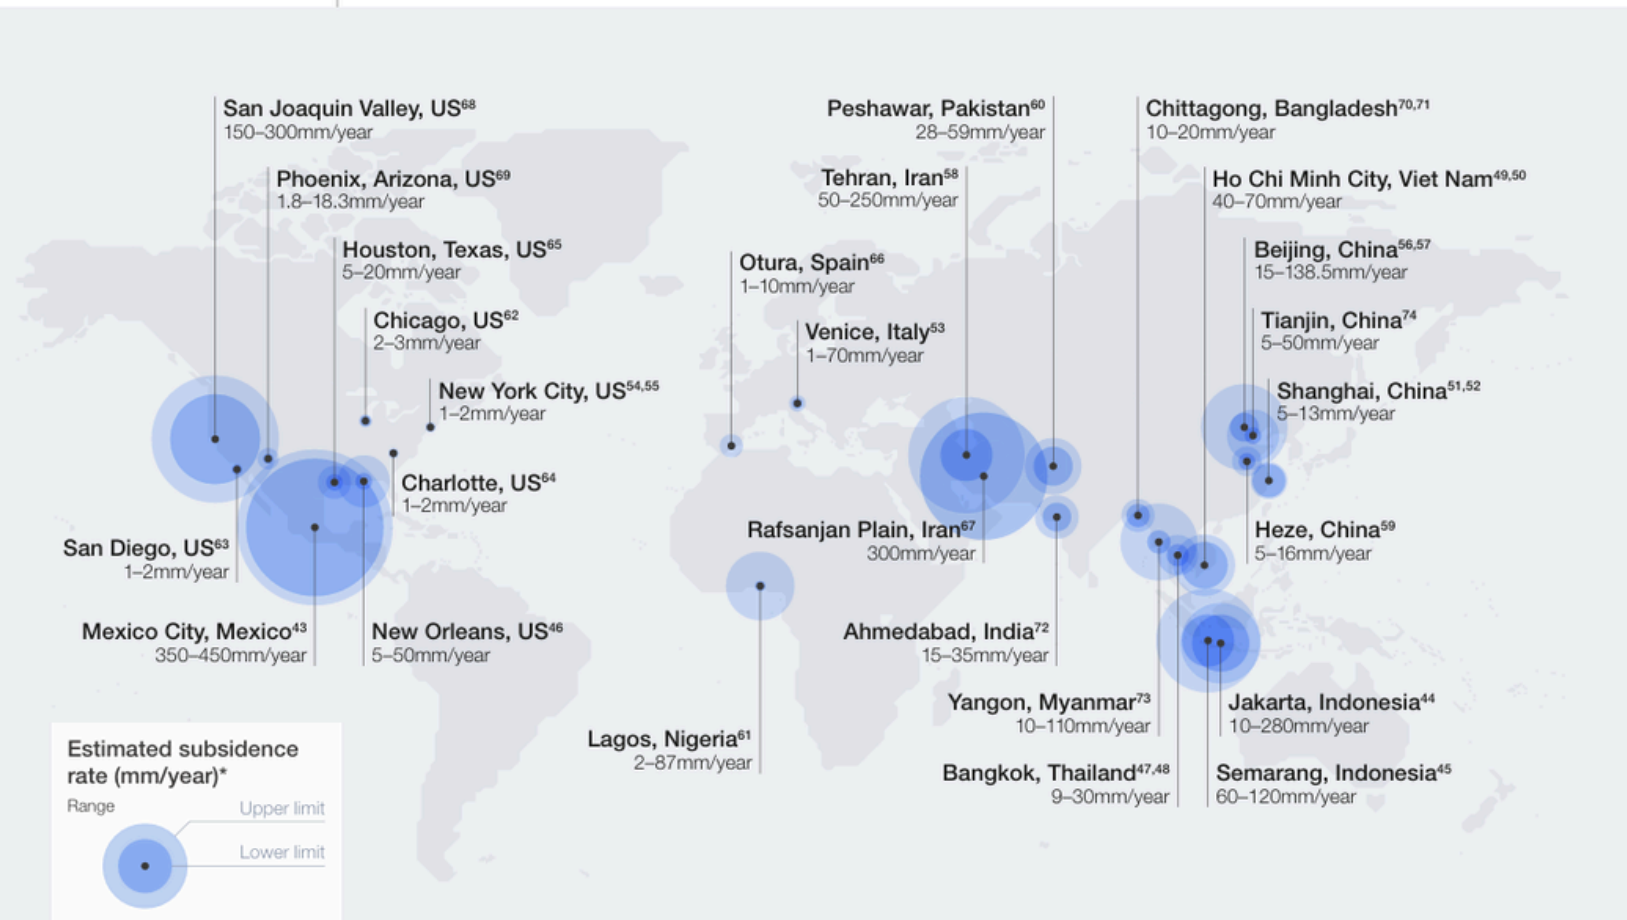 San Joaquin Valley, US⁶⁸
150–300mm/year
Phoenix, Arizona, US⁶⁹
1.8–18.3mm/year
Houston, Texas, US⁶⁵
5–20mm/year
Chicago, US⁶²
2–3mm/year
New York City, US⁵⁴,⁵⁵
1–2mm/year
Charlotte, US⁶⁴
1–2mm/year
San Diego, US⁶³
1–2mm/year
Mexico City, Mexico⁴³
350–450mm/year
New Orleans, US⁴⁶
5–50mm/year
Otura, Spain⁶⁶
1–10mm/year
Venice, Italy⁵³
1–70mm/year
Lagos, Nigeria⁶¹
2–87mm/year
Peshawar, Pakistan⁶⁰
28–59mm/year
Tehran, Iran⁵⁸
50–250mm/year
Rafsanjan Plain, Iran⁶⁷
300mm/year
Ahmedabad, India⁷²
15–35mm/year
Chittagong, Bangladesh⁷⁰,⁷¹
10–20mm/year
Ho Chi Minh City, Viet Nam⁴⁹,⁵⁰
40–70mm/year
Beijing, China⁵⁶,⁵⁷
15–138.5mm/year
Tianjin, China⁷⁴
5–50mm/year
Shanghai, China⁵¹,⁵²
5–13mm/year
Heze, China⁵⁹
5–16mm/year
Yangon, Myanmar⁷³
10–110mm/year
Jakarta, Indonesia⁴⁴
10–280mm/year
Bangkok, Thailand⁴⁷,⁴⁸
9–30mm/year
Semarang, Indonesia⁴⁵
60–120mm/year
Estimated subsidence
rate (mm/year)*
Range
Upper limit
Lower limit